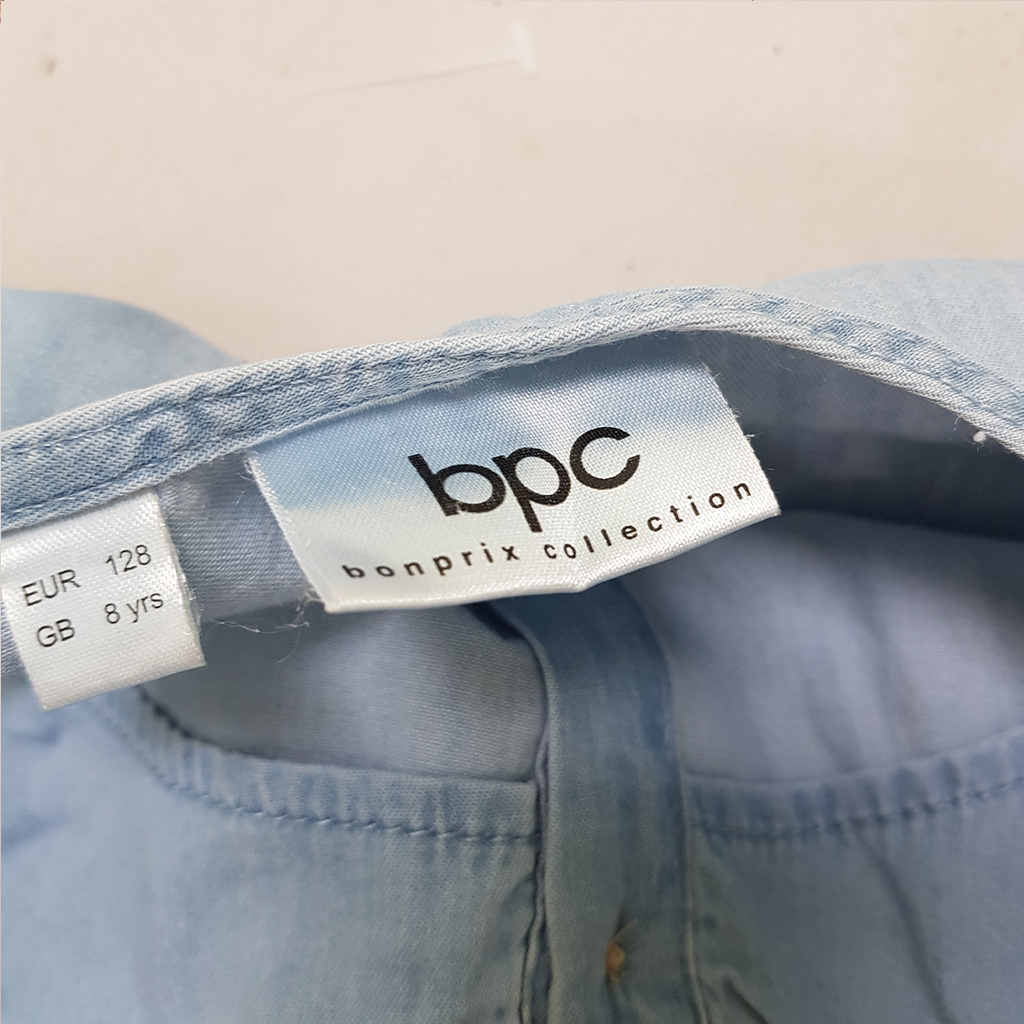 bpc
bonprix collection
EUR 128
GB 8 yrs